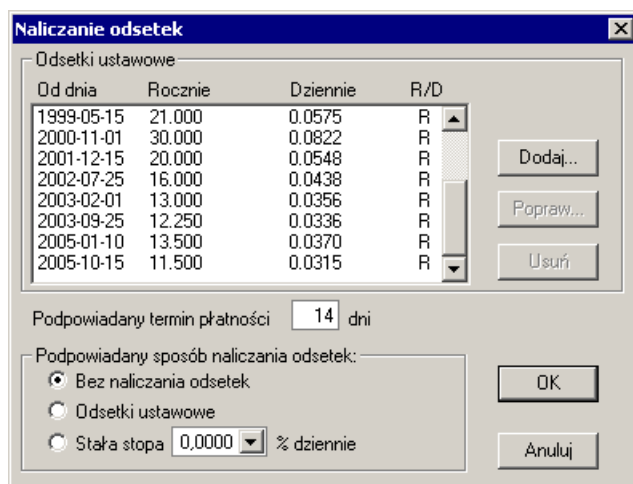 Naliczanie odsetek
Odsetki ustawowe
Od dnia Rocznie Dziennie R/D
1999-05-15 21.000 0.0575 R
2000-11-01 30.000 0.0822 R
2001-12-15 20.000 0.0548 R
2002-07-25 16.000 0.0438 R
2003-02-01 13.000 0.0356 R
2003-09-25 12.250 0.0336 R
2005-01-10 13.500 0.0370 R
2005-10-15 11.500 0.0315 R
Dodaj...
Popraw...
Usuń
Podpowiadany termin płatności 14 dni
Podpowiadany sposób naliczania odsetek:
Bez naliczania odsetek
Odsetki ustawowe
Stała stopa 0,0000 % dziennie
OK
Anuluj